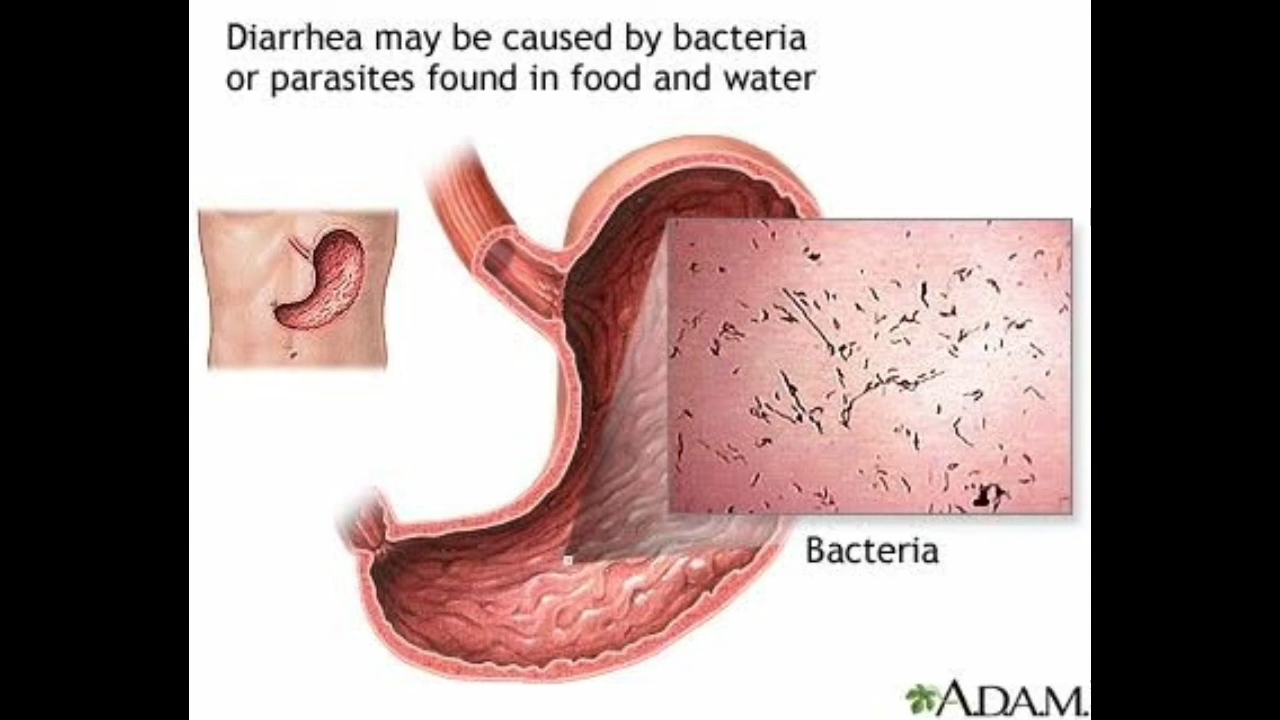 Diarrhea may be caused by bacteria
or parasites found in food and water
Bacteria
A.D.A.M.